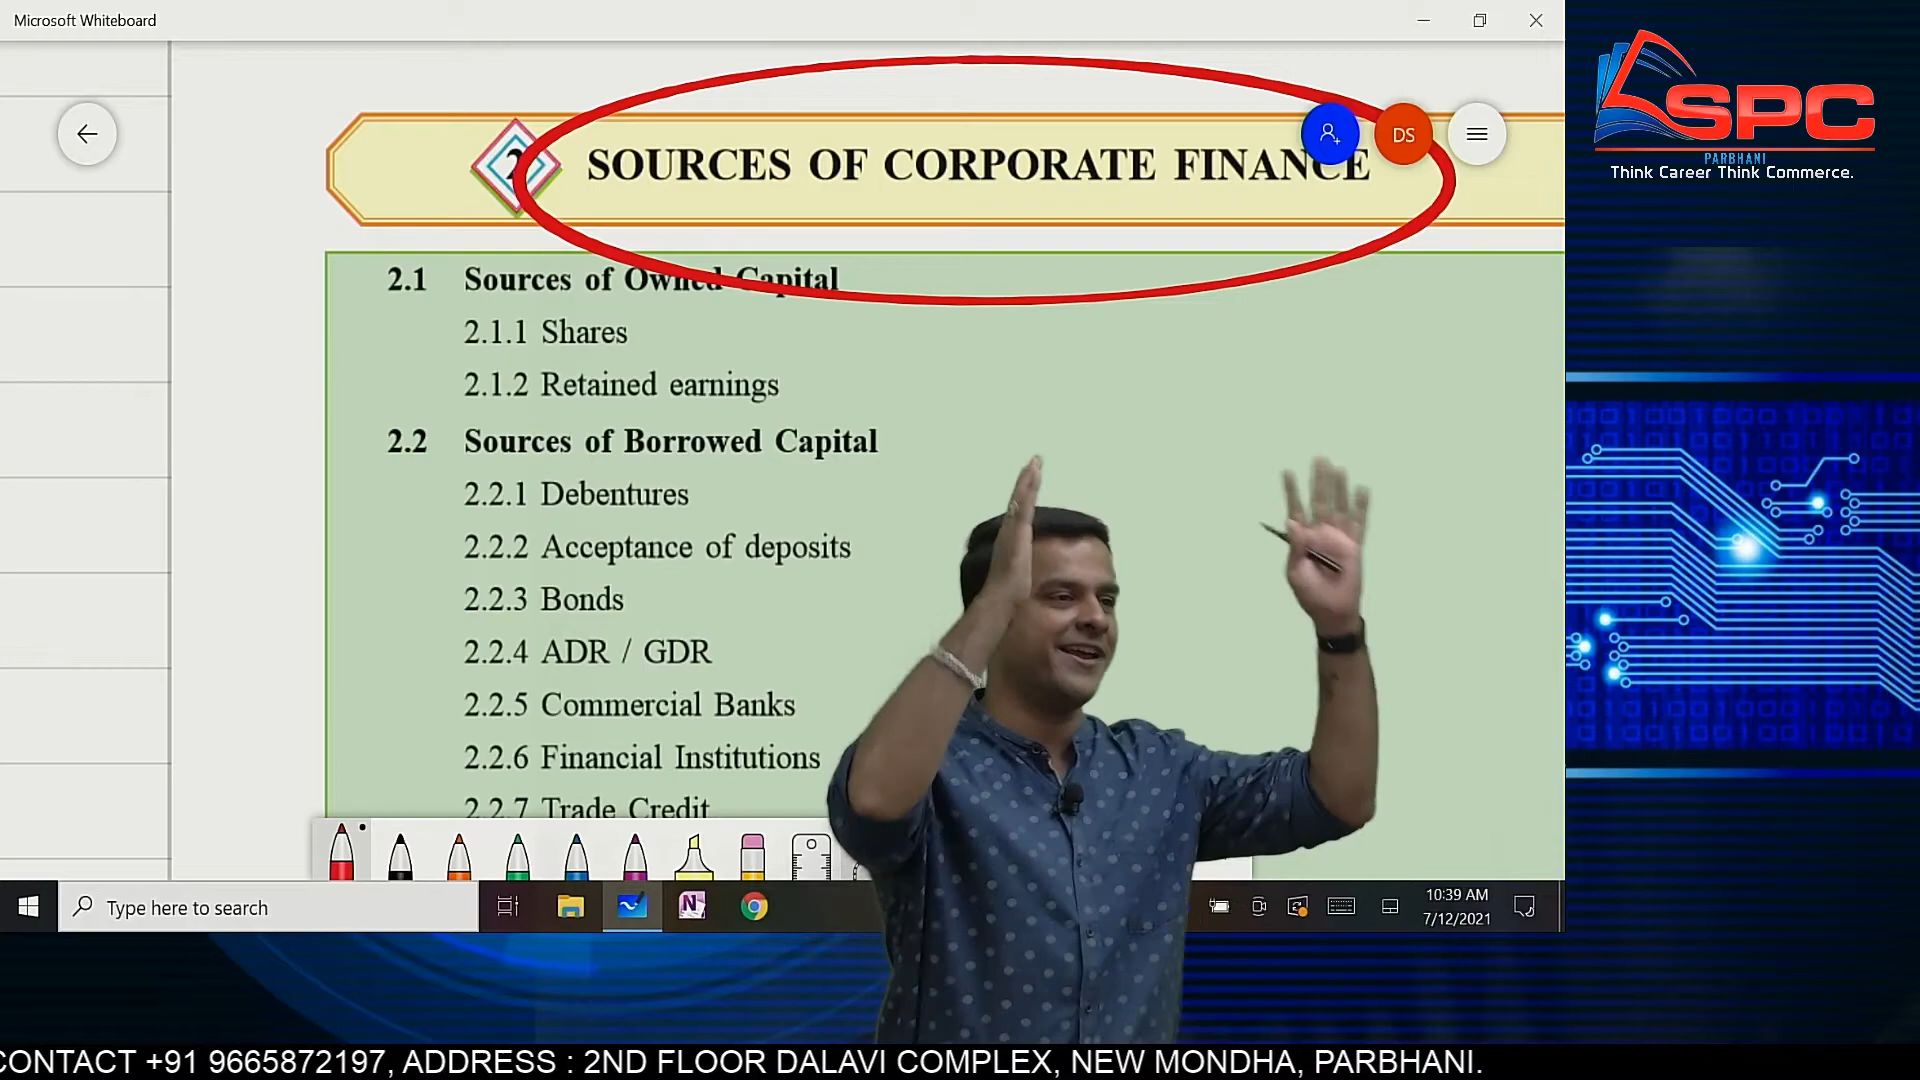 Microsoft Whiteboard
SPC
PARBHANI
Think Career Think Commerce.
DS
2 SOURCES OF CORPORATE FINANCE
2.1 Sources of Owned Capital
2.1.1 Shares
2.1.2 Retained earnings
2.2 Sources of Borrowed Capital
2.2.1 Debentures
2.2.2 Acceptance of deposits
2.2.3 Bonds
2.2.4 ADR / GDR
2.2.5 Commercial Banks
2.2.6 Financial Institutions
2.2.7 Trade Credit
Type here to search
10:39 AM
7/12/2021
CONTACT +91 9665872197, ADDRESS : 2ND FLOOR DALAVI COMPLEX, NEW MONDHA, PARBHANI.